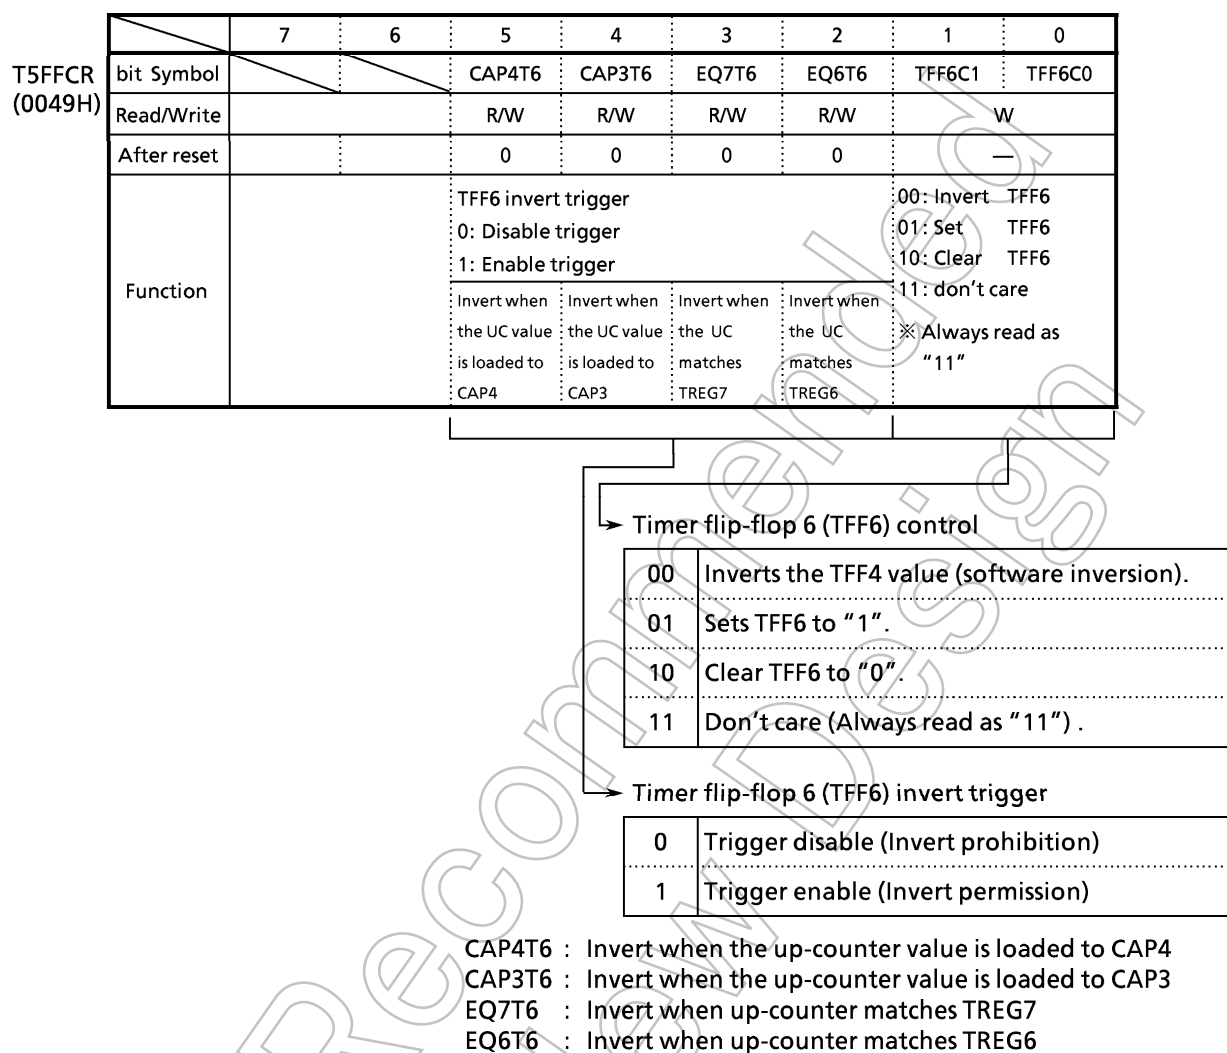 7 6 5 4 3 2 1 0
T5FFCR
(0049H)
bit Symbol CAP4T6 CAP3T6 EQ7T6 EQ6T6 TFF6C1 TFF6C0
Read/Write R/W R/W R/W R/W W
After reset 0 0 0 0 —
Function
TFF6 invert trigger
0: Disable trigger
1: Enable trigger
Invert when
the UC value
is loaded to
CAP4
Invert when
the UC value
is loaded to
CAP3
Invert when
the UC
matches
TREG7
Invert when
the UC
matches
TREG6
00: Invert TFF6
01: Set TFF6
10: Clear TFF6
11: don't care
※ Always read as
"11"
Timer flip-flop 6 (TFF6) control
00 Inverts the TFF4 value (software inversion).
01 Sets TFF6 to "1".
10 Clear TFF6 to "0".
11 Don't care (Always read as "11") .
Timer flip-flop 6 (TFF6) invert trigger
0 Trigger disable (Invert prohibition)
1 Trigger enable (Invert permission)
CAP4T6 : Invert when the up-counter value is loaded to CAP4
CAP3T6 : Invert when the up-counter value is loaded to CAP3
EQ7T6 : Invert when up-counter matches TREG7
EQ6T6 : Invert when up-counter matches TREG6
Recommended
Design